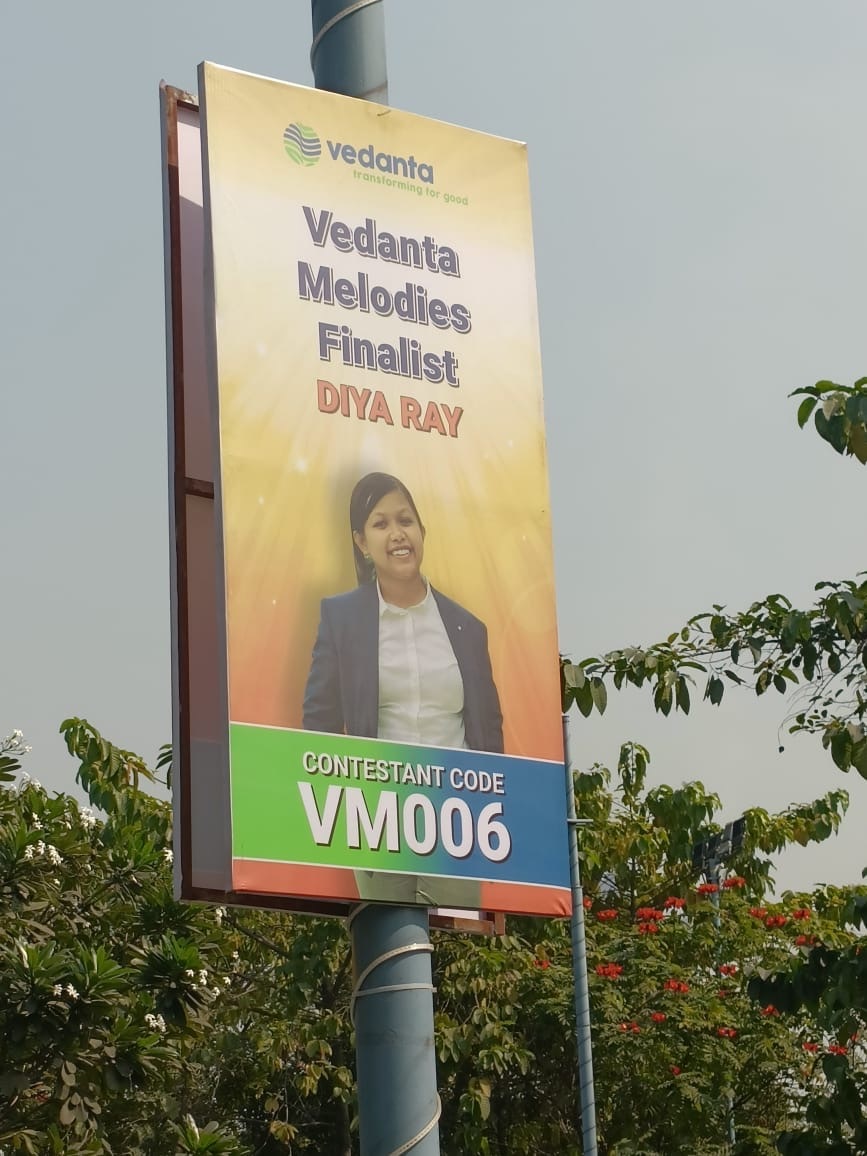 vedanta
transforming for good
Vedanta
Melodies
Finalist
DIYA RAY
CONTESTANT CODE
VM006